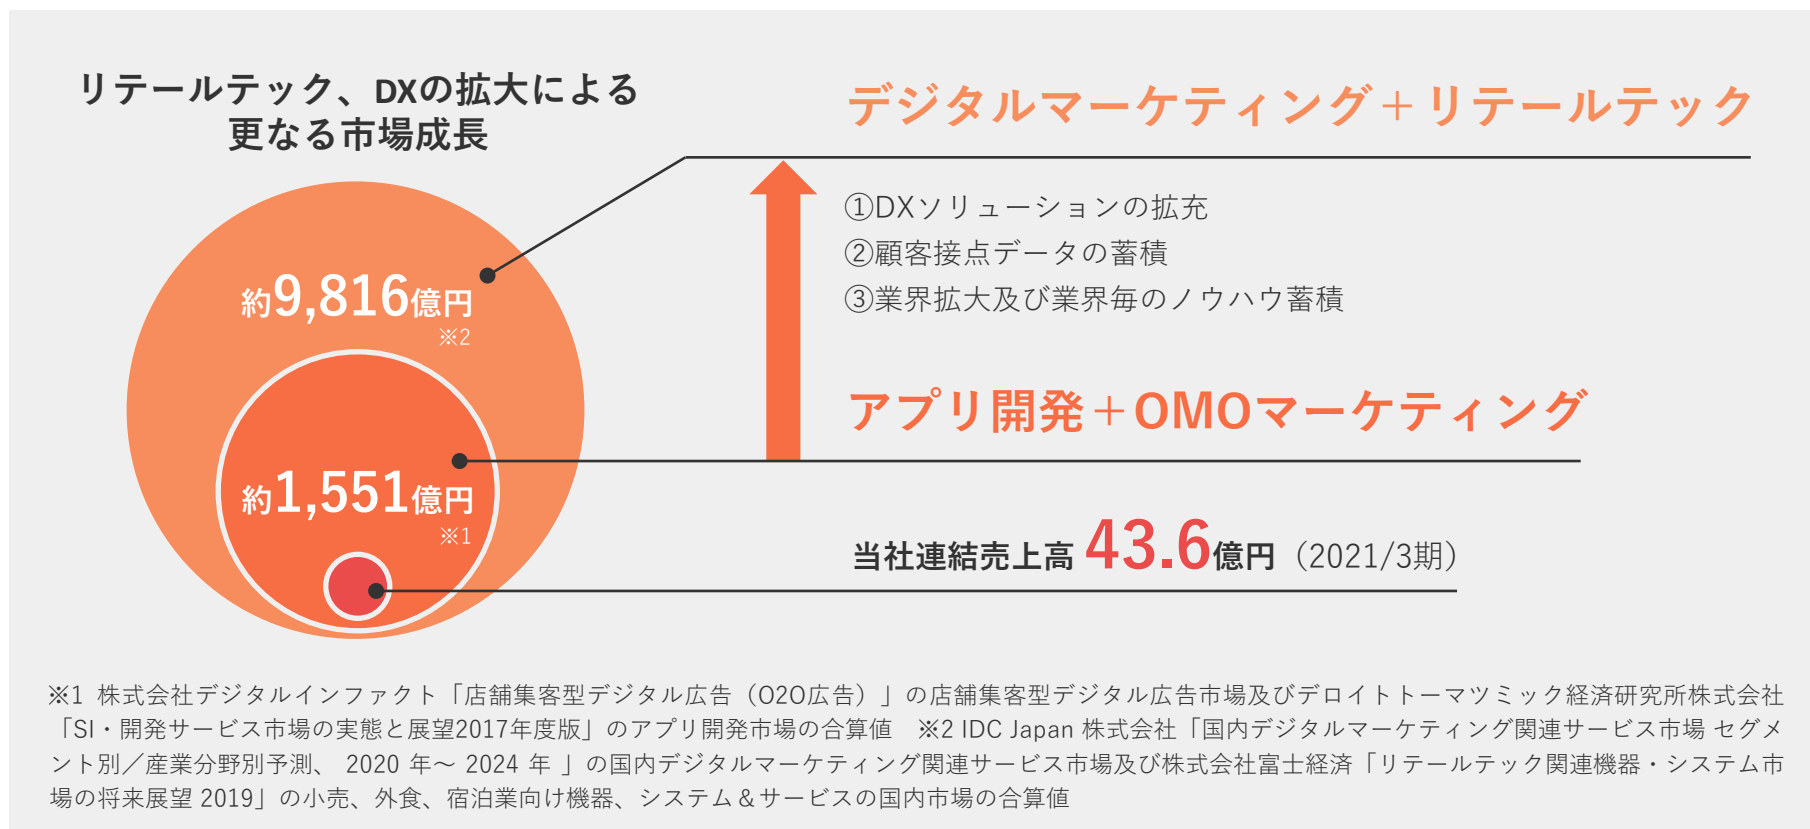 リテールテック、DXの拡大による
更なる市場成長
デジタルマーケティング＋リテールテック
①DXソリューションの拡充
②顧客接点データの蓄積
③業界拡大及び業界毎のノウハウ蓄積
約9,816億円
※2
アプリ開発＋OMOマーケティング
約1,551億円
※1
当社連結売上高 43.6億円（2021/3期）
※1 株式会社デジタルインファクト「店舗集客型デジタル広告（O2O広告）」の店舗集客型デジタル広告市場及びデロイトトーマツミック経済研究所株式会社
「SI・開発サービス市場の実態と展望2017年度版」のアプリ開発市場の合算値　※2 IDC Japan 株式会社「国内デジタルマーケティング関連サービス市場 セグメ
ント別／産業分野別予測、 2020 年〜 2024 年 」の国内デジタルマーケティング関連サービス市場及び株式会社富士経済「リテールテック関連機器・システム市
場の将来展望 2019」の小売、外食、宿泊業向け機器、システム＆サービスの国内市場の合算値